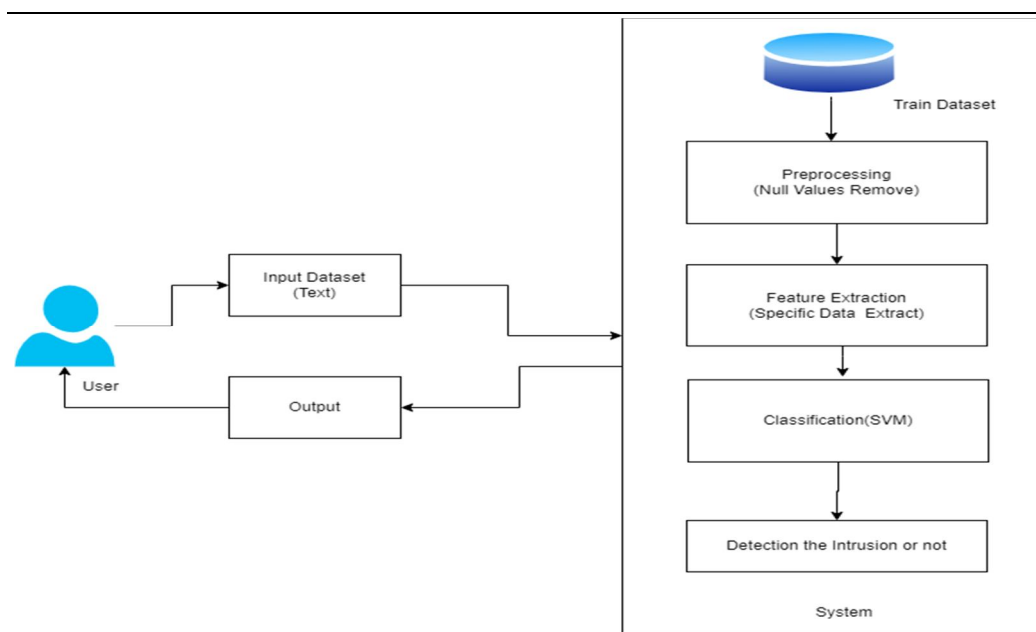 Train Dataset
Preprocessing
(Null Values Remove)
Feature Extraction
(Specific Data Extract)
Classification(SVM)
Detection the Intrusion or not
System
Input Dataset
(Text)
User
Output